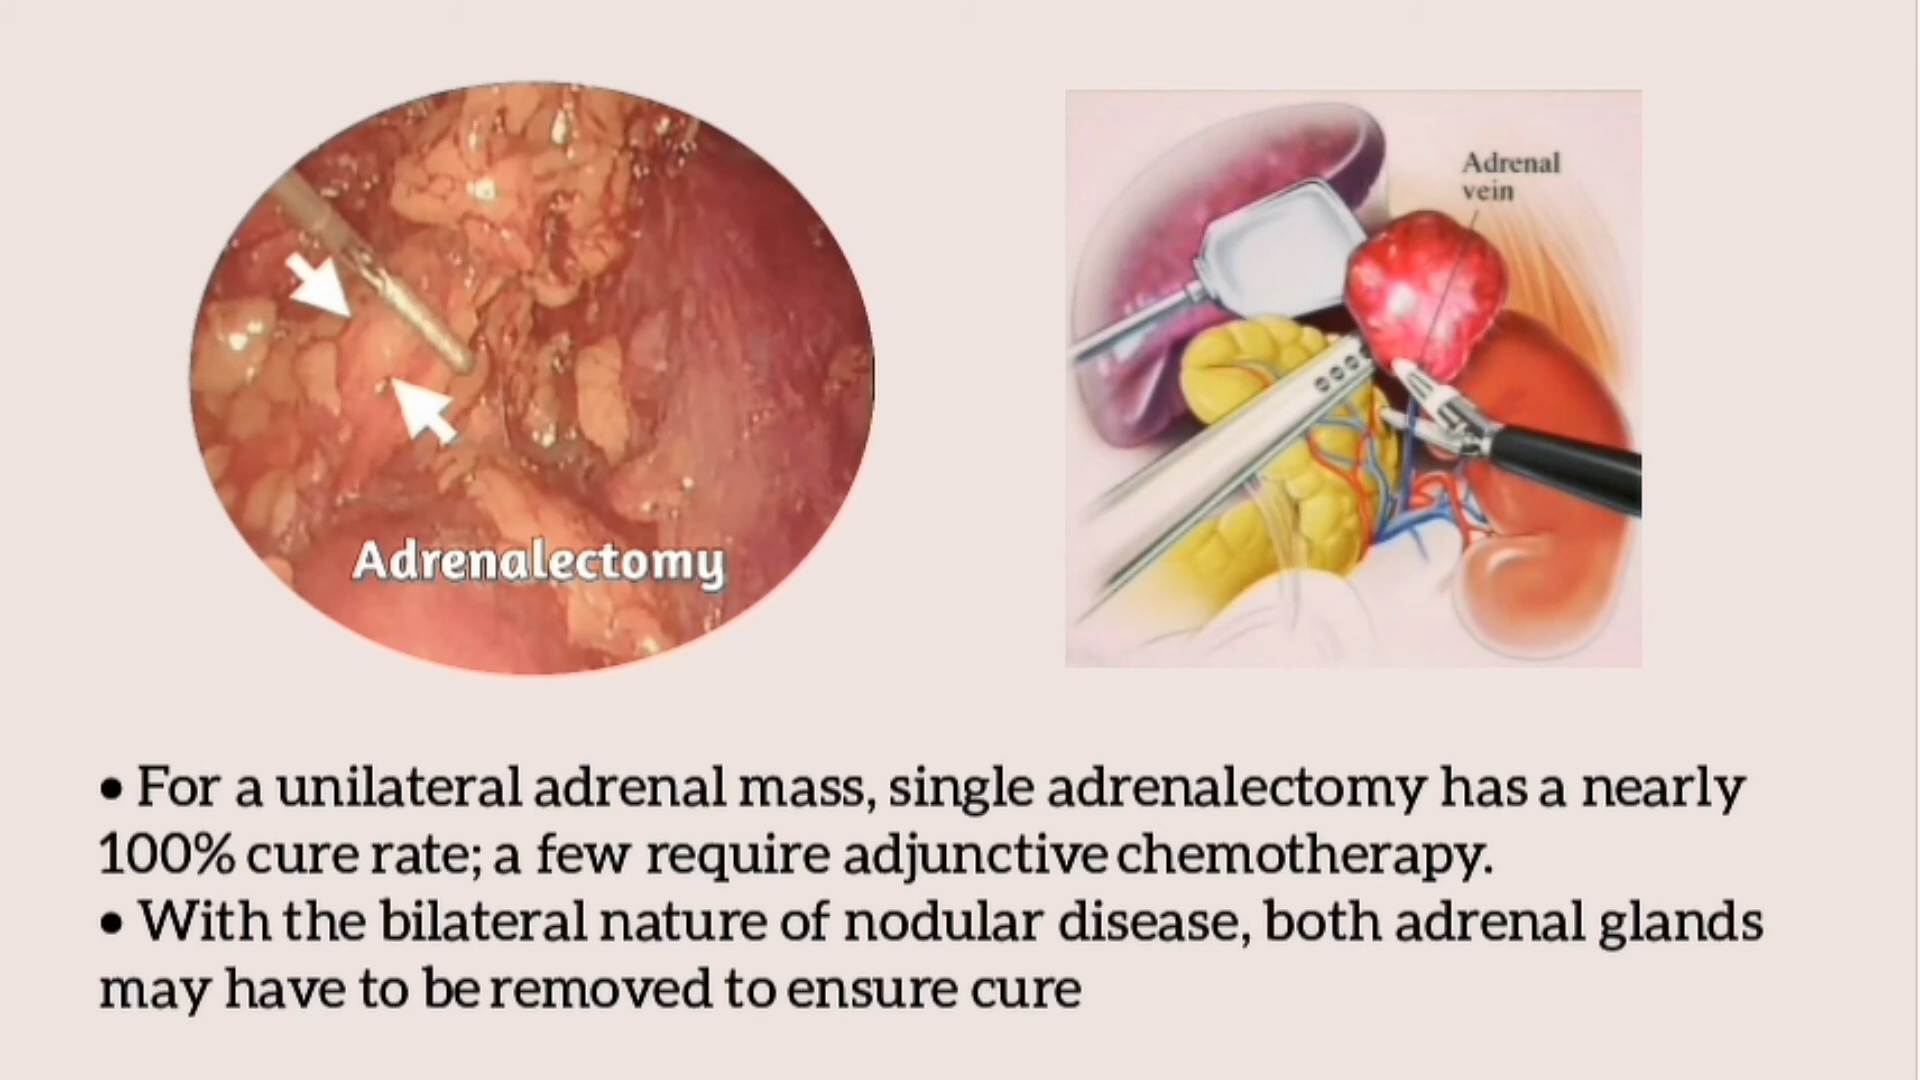 Adrenal
vein
Adrenalectomy
• For a unilateral adrenal mass, single adrenalectomy has a nearly
100% cure rate; a few require adjunctive chemotherapy.
• With the bilateral nature of nodular disease, both adrenal glands
may have to be removed to ensure cure